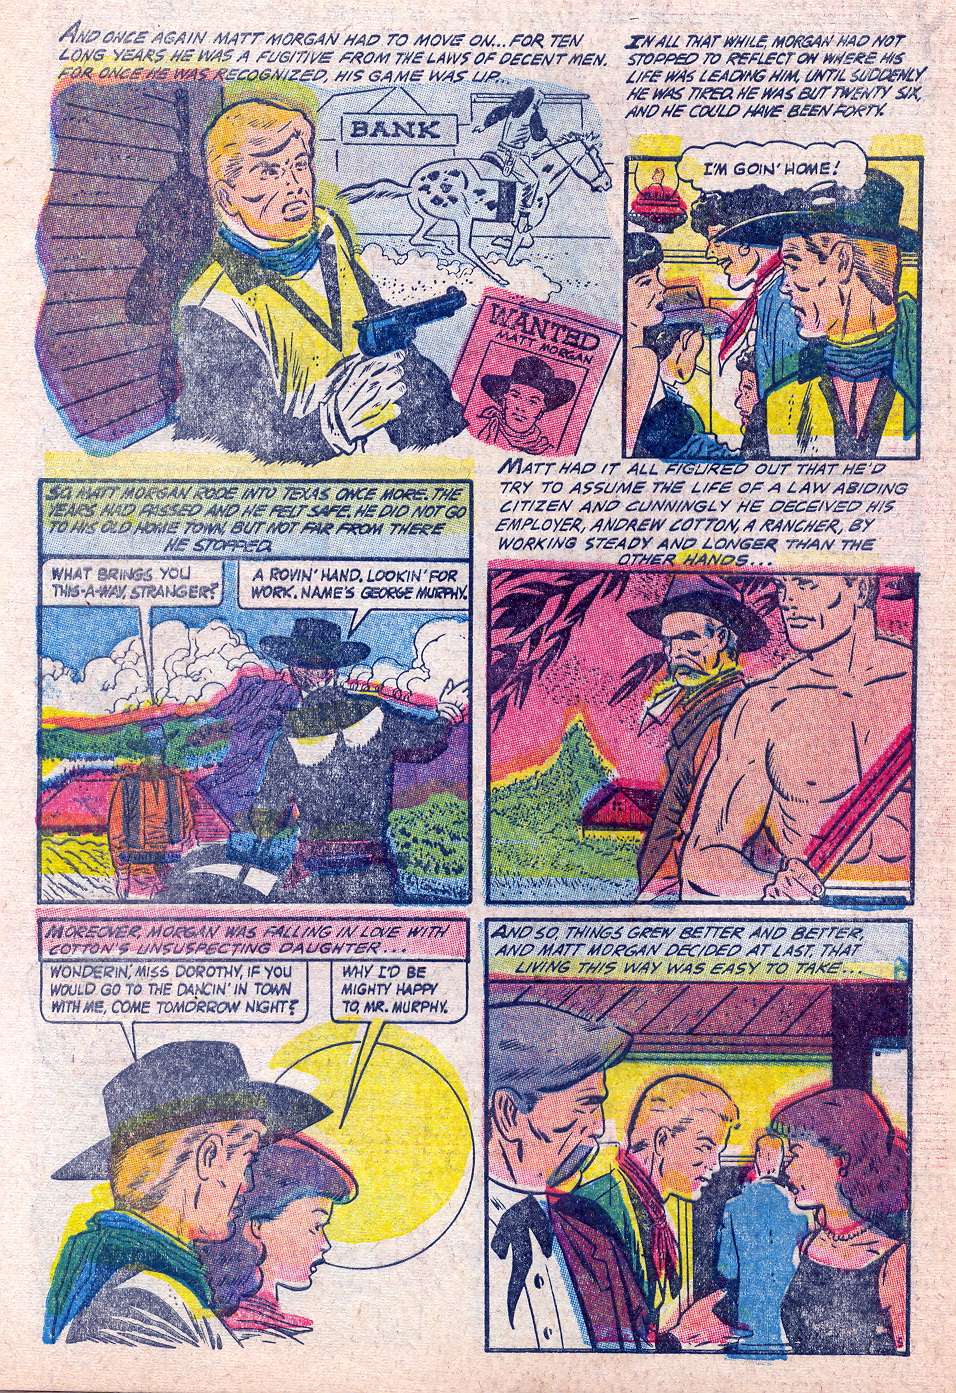 AND ONCE AGAIN MATT MORGAN HAD TO MOVE ON... FOR TEN
LONG YEARS HE WAS A FUGITIVE FROM THE LAWS OF DECENT MEN.
FOR ONCE HE WAS RECOGNIZED, HIS GAME WAS UP...
BANK
WANTED
MATT MORGAN
IN ALL THAT WHILE, MORGAN HAD NOT
STOPPED TO REFLECT ON WHERE HIS
LIFE WAS LEADING HIM, UNTIL SUDDENLY
HE WAS TIRED. HE WAS BUT TWENTY SIX,
AND HE COULD HAVE BEEN FORTY.
I'M GOIN' HOME!
SO, MATT MORGAN RODE INTO TEXAS ONCE MORE. THE
YEARS HAD PASSED AND HE FELT SAFE. HE DID NOT GO
TO HIS OLD HOME TOWN, BUT NOT FAR FROM THERE
HE STOPPED.
WHAT BRINGS YOU
THIS-A-WAY, STRANGER?
A ROVIN' HAND, LOOKIN' FOR
WORK. NAME'S GEORGE MURPHY.
MATT HAD IT ALL FIGURED OUT THAT HE'D
TRY TO ASSUME THE LIFE OF A LAW ABIDING
CITIZEN AND CUNNINGLY HE DECEIVED HIS
EMPLOYER, ANDREW COTTON, A RANCHER, BY
WORKING STEADY AND LONGER THAN THE
OTHER HANDS...
MOREOVER, MORGAN WAS FALLING IN LOVE WITH
COTTON'S UNSUSPECTING DAUGHTER...
WONDERIN', MISS DOROTHY, IF YOU
WOULD GO TO THE DANCIN' IN TOWN
WITH ME, COME TOMORROW NIGHT?
WHY I'D BE
MIGHTY HAPPY
TO, MR. MURPHY.
AND SO, THINGS GREW BETTER AND BETTER,
AND MATT MORGAN DECIDED AT LAST, THAT
LIVING THIS WAY WAS EASY TO TAKE...
5